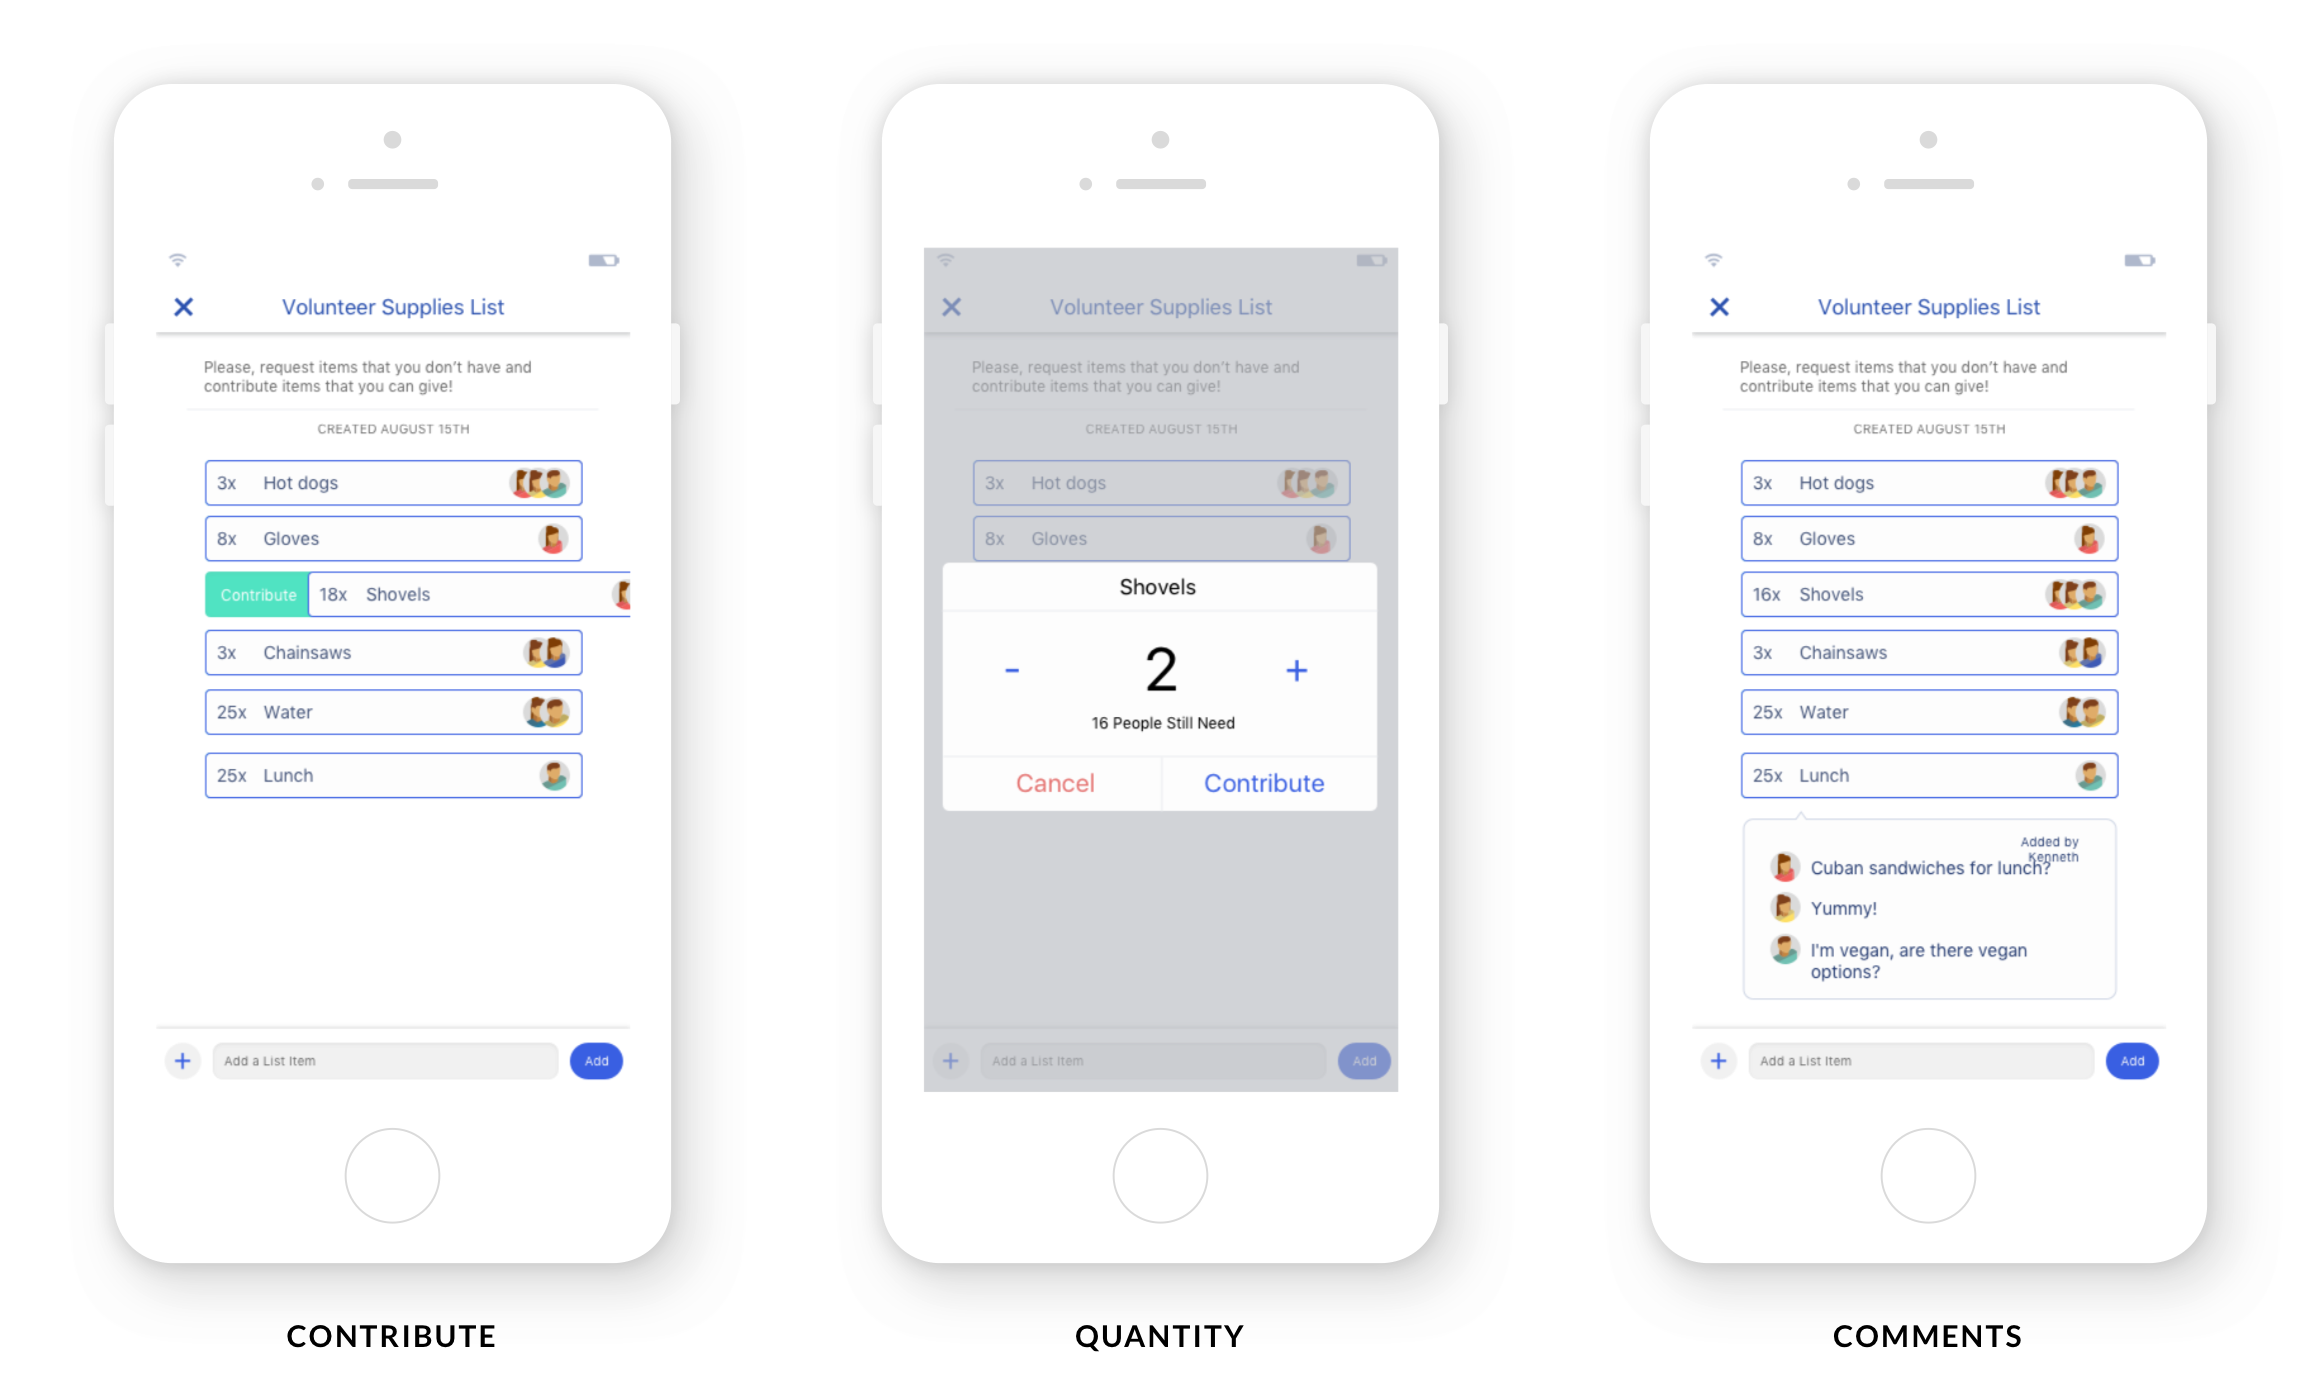 Volunteer Supplies List
Please, request items that you don't have and
contribute items that you can give!
CREATED AUGUST 15TH
3x Hot dogs
8x Gloves
Contribute 18x Shovels
3x Chainsaws
25x Water
25x Lunch
+ Add a List Item Add
CONTRIBUTE
Volunteer Supplies List
Please, request items that you don't have and
contribute items that you can give!
CREATED AUGUST 15TH
3x Hot dogs
8x Gloves
Shovels
- 2 +
16 People Still Need
Cancel Contribute
+ Add a List Item Add
QUANTITY
Volunteer Supplies List
Please, request items that you don't have and
contribute items that you can give!
CREATED AUGUST 15TH
3x Hot dogs
8x Gloves
16x Shovels
3x Chainsaws
25x Water
25x Lunch
Added by
Kenneth
Cuban sandwiches for lunch?
Yummy!
I'm vegan, are there vegan
options?
+ Add a List Item Add
COMMENTS